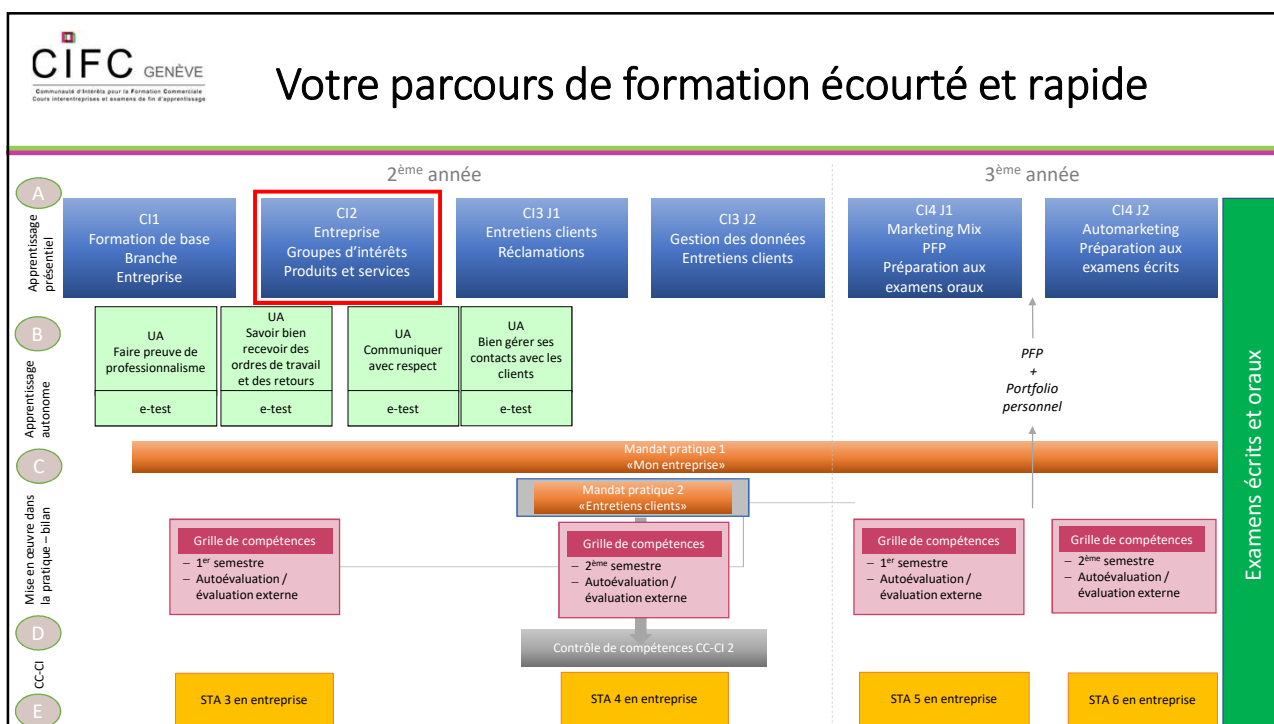 CIFC GENÈVE
Communauté d'Intérêts pour la Formation Commerciale
Cours interentreprises et examens de fin d'apprentissage
Votre parcours de formation écourté et rapide
2ème année
3ème année
A
Apprentissage
présentiel
CI1
Formation de base
Branche
Entreprise
CI2
Entreprise
Groupes d'intérêts
Produits et services
CI3 J1
Entretiens clients
Réclamations
CI3 J2
Gestion des données
Entretiens clients
CI4 J1
Marketing Mix
PFP
Préparation aux
examens oraux
CI4 J2
Automarketing
Préparation aux
examens écrits
Examens écrits et oraux
B
Apprentissage
autonome
UA
Faire preuve de
professionnalisme
e-test
UA
Savoir bien
recevoir des
ordres de travail
et des retours
e-test
UA
Communiquer
avec respect
e-test
UA
Bien gérer ses
contacts avec les
clients
e-test
PFP
+
Portfolio
personnel
C
Mise en œuvre dans
la pratique – bilan
Mandat pratique 1
«Mon entreprise»
Mandat pratique 2
«Entretiens clients»
Grille de compétences
– 1er semestre
– Autoévaluation /
évaluation externe
Grille de compétences
– 2ème semestre
– Autoévaluation /
évaluation externe
Grille de compétences
– 1er semestre
– Autoévaluation /
évaluation externe
Grille de compétences
– 2ème semestre
– Autoévaluation /
évaluation externe
D
CC-CI
Contrôle de compétences CC-CI 2
E
STA 3 en entreprise
STA 4 en entreprise
STA 5 en entreprise
STA 6 en entreprise